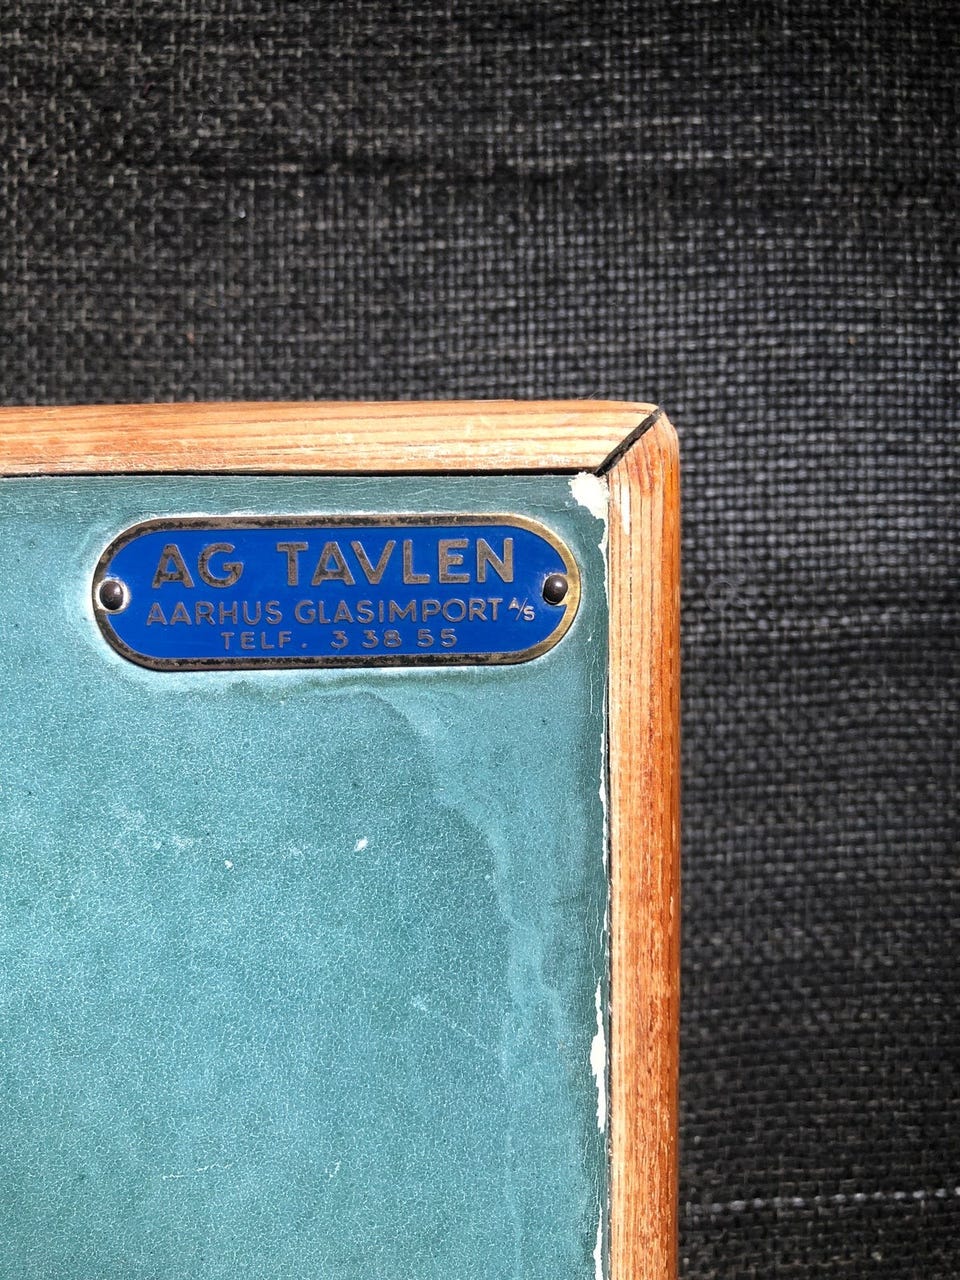 AG TAVLEN
AARHUS GLASIMPORT A/S
TELF. 3 38 55